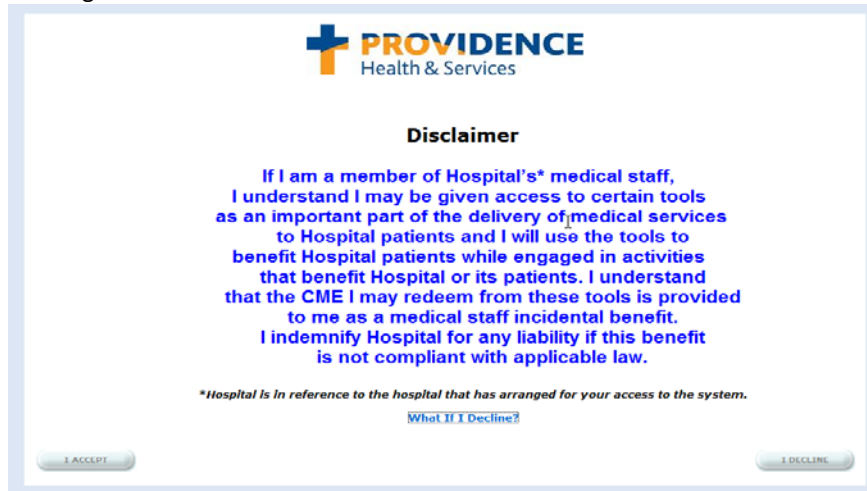 PROVIDENCE
Health & Services
Disclaimer
If I am a member of Hospital's* medical staff,
I understand I may be given access to certain tools
as an important part of the delivery of medical services
to Hospital patients and I will use the tools to
benefit Hospital patients while engaged in activities
that benefit Hospital or its patients. I understand
that the CME I may redeem from these tools is provided
to me as a medical staff incidental benefit.
I indemnify Hospital for any liability if this benefit
is not compliant with applicable law.
*Hospital is in reference to the hospital that has arranged for your access to the system.
What If I Decline?
I ACCEPT
I DECLINE